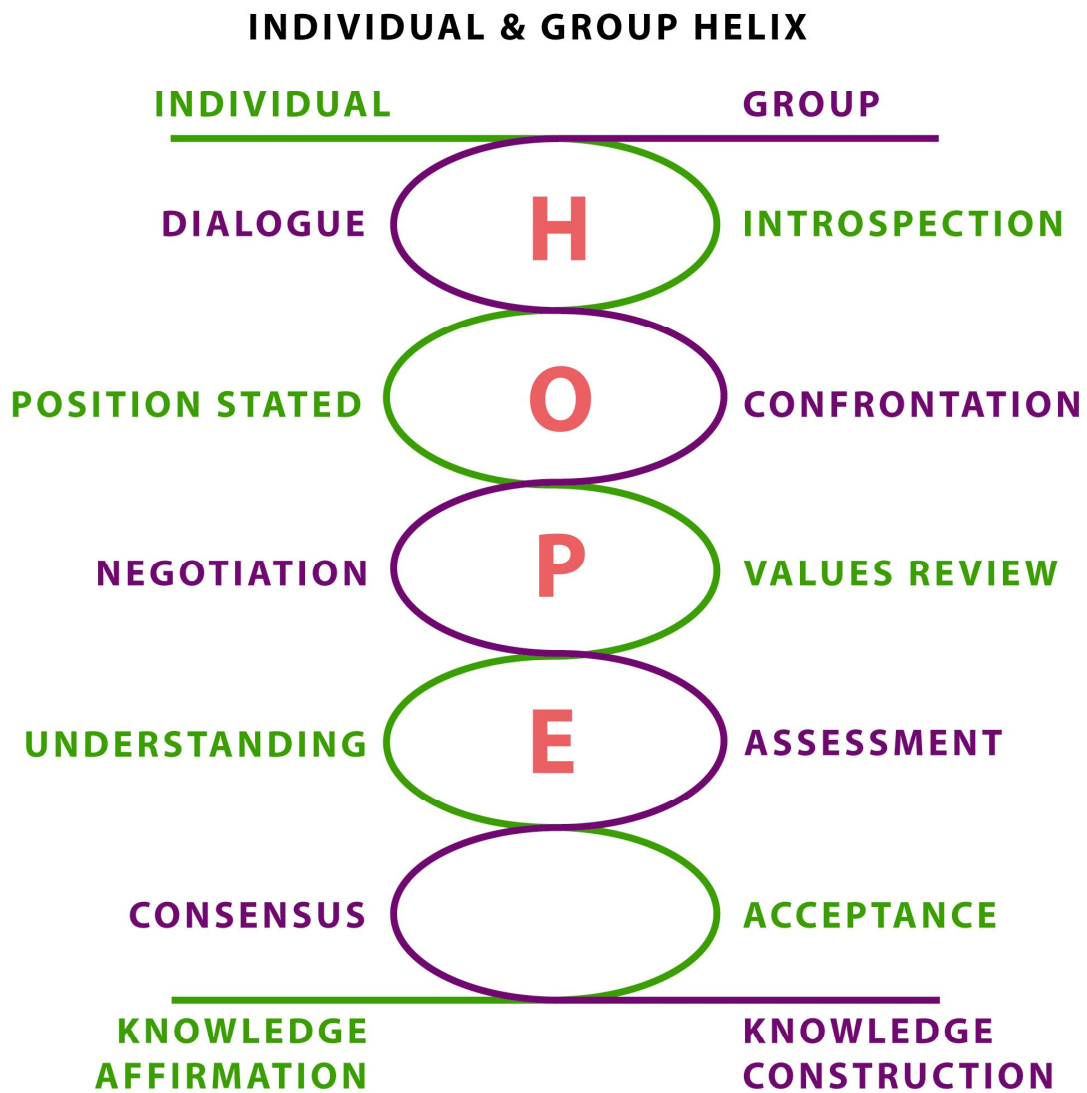 INDIVIDUAL & GROUP HELIX
INDIVIDUAL
GROUP
DIALOGUE
H
INTROSPECTION
POSITION STATED
O
CONFRONTATION
NEGOTIATION
P
VALUES REVIEW
UNDERSTANDING
E
ASSESSMENT
CONSENSUS
ACCEPTANCE
KNOWLEDGE
AFFIRMATION
KNOWLEDGE
CONSTRUCTION